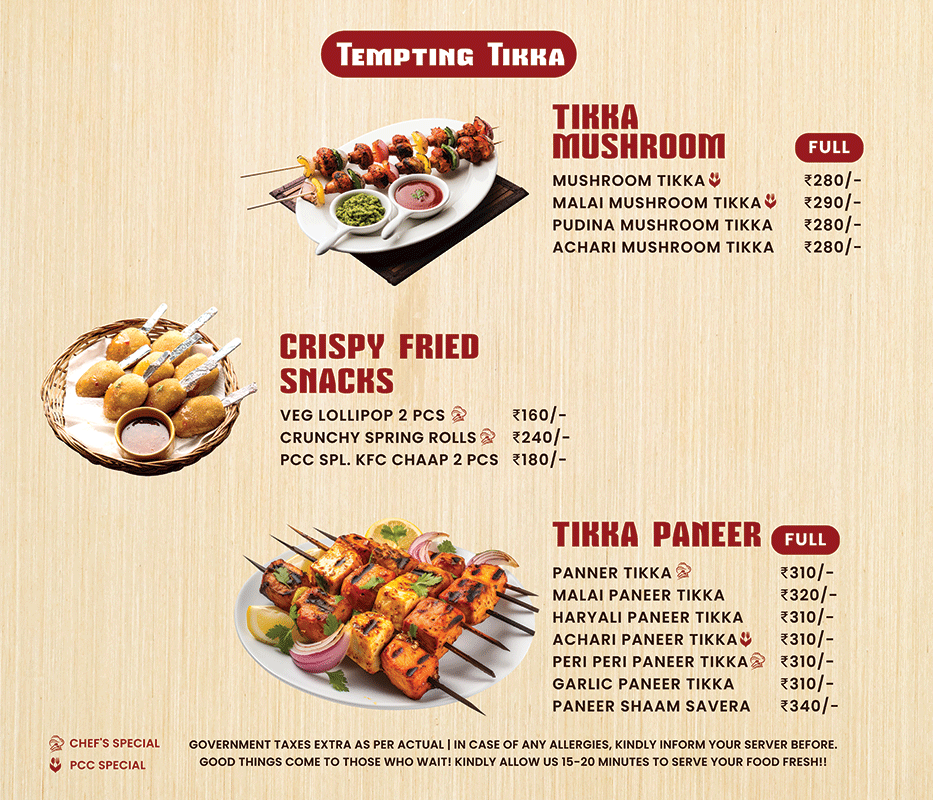 TEMPTING TIKKA
TIKKA
MUSHROOM
FULL
MUSHROOM TIKKA ₹280/-
MALAI MUSHROOM TIKKA ₹290/-
PUDINA MUSHROOM TIKKA ₹280/-
ACHARI MUSHROOM TIKKA ₹280/-
CRISPY FRIED
SNACKS
VEG LOLLIPOP 2 PCS ₹160/-
CRUNCHY SPRING ROLLS ₹240/-
PCC SPL. KFC CHAAP 2 PCS ₹180/-
TIKKA PANEER FULL
PANNER TIKKA ₹310/-
MALAI PANEER TIKKA ₹320/-
HARYALI PANEER TIKKA ₹310/-
ACHARI PANEER TIKKA ₹310/-
PERI PERI PANEER TIKKA ₹310/-
GARLIC PANEER TIKKA ₹310/-
PANEER SHAAM SAVERA ₹340/-
CHEF'S SPECIAL
PCC SPECIAL
GOVERNMENT TAXES EXTRA AS PER ACTUAL | IN CASE OF ANY ALLERGIES, KINDLY INFORM YOUR SERVER BEFORE.
GOOD THINGS COME TO THOSE WHO WAIT! KINDLY ALLOW US 15-20 MINUTES TO SERVE YOUR FOOD FRESH!!